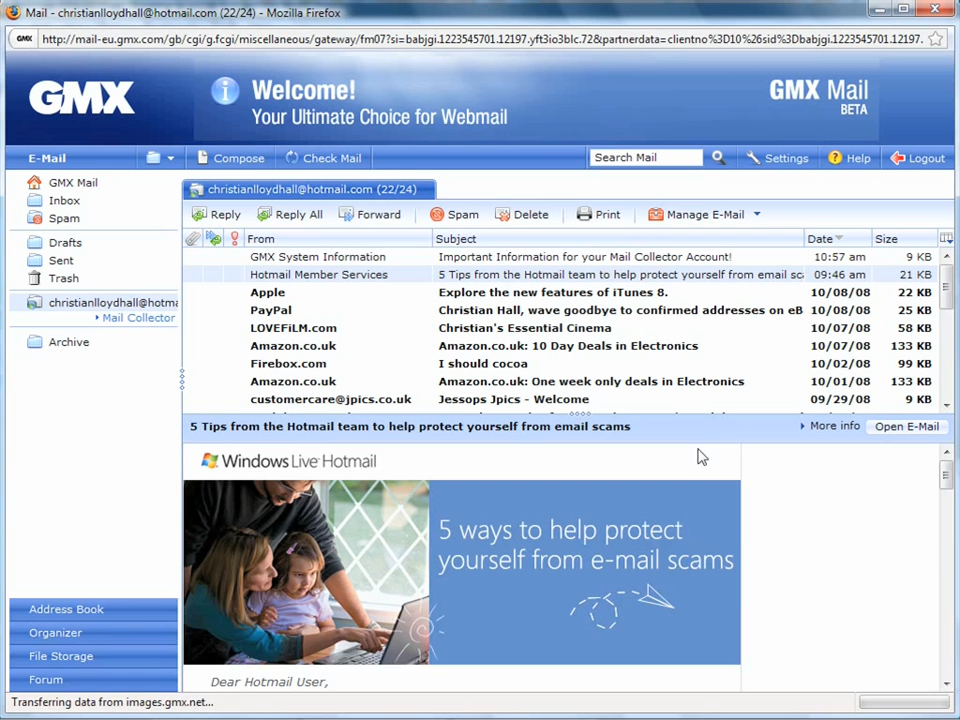 Mail - christianlloydhall@hotmail.com (22/24) - Mozilla Firefox
GMX http://mail-eu.gmx.com/gb/cgi/g.fcgi/miscellaneous/gateway/fm07?si=babjgi.1223545701.12197.yft3io3blc.72&partnerdata=clientno%3D10%26sid%3Dbabjgi.1223545701.12197.
GMX
i
Welcome!
Your Ultimate Choice for Webmail
GMX Mail
BETA
E-Mail
Compose
Check Mail
Search Mail
Settings
Help
Logout
GMX Mail
Inbox
Spam
Drafts
Sent
Trash
christianlloydhall@hotma
Mail Collector
Archive
Address Book
Organizer
File Storage
Forum
christianlloydhall@hotmail.com (22/24)
Reply Reply All Forward Spam Delete Print Manage E-Mail
From Subject Date Size
GMX System Information Important Information for your Mail Collector Account! 10:57 am 9 KB
Hotmail Member Services 5 Tips from the Hotmail team to help protect yourself from email sc 09:46 am 21 KB
Apple Explore the new features of iTunes 8. 10/08/08 22 KB
PayPal Christian Hall, wave goodbye to confirmed addresses on eB 10/08/08 25 KB
LOVEFiLM.com Christian's Essential Cinema 10/07/08 58 KB
Amazon.co.uk Amazon.co.uk: 10 Day Deals in Electronics 10/07/08 133 KB
Firebox.com I should cocoa 10/02/08 99 KB
Amazon.co.uk Amazon.co.uk: One week only deals in Electronics 10/01/08 133 KB
customercare@jpics.co.uk Jessops Jpics - Welcome 09/29/08 9 KB
5 Tips from the Hotmail team to help protect yourself from email scams
More info
Open E-Mail
Windows Live Hotmail
5 ways to help protect
yourself from e-mail scams
Dear Hotmail User,
Transferring data from images.gmx.net...